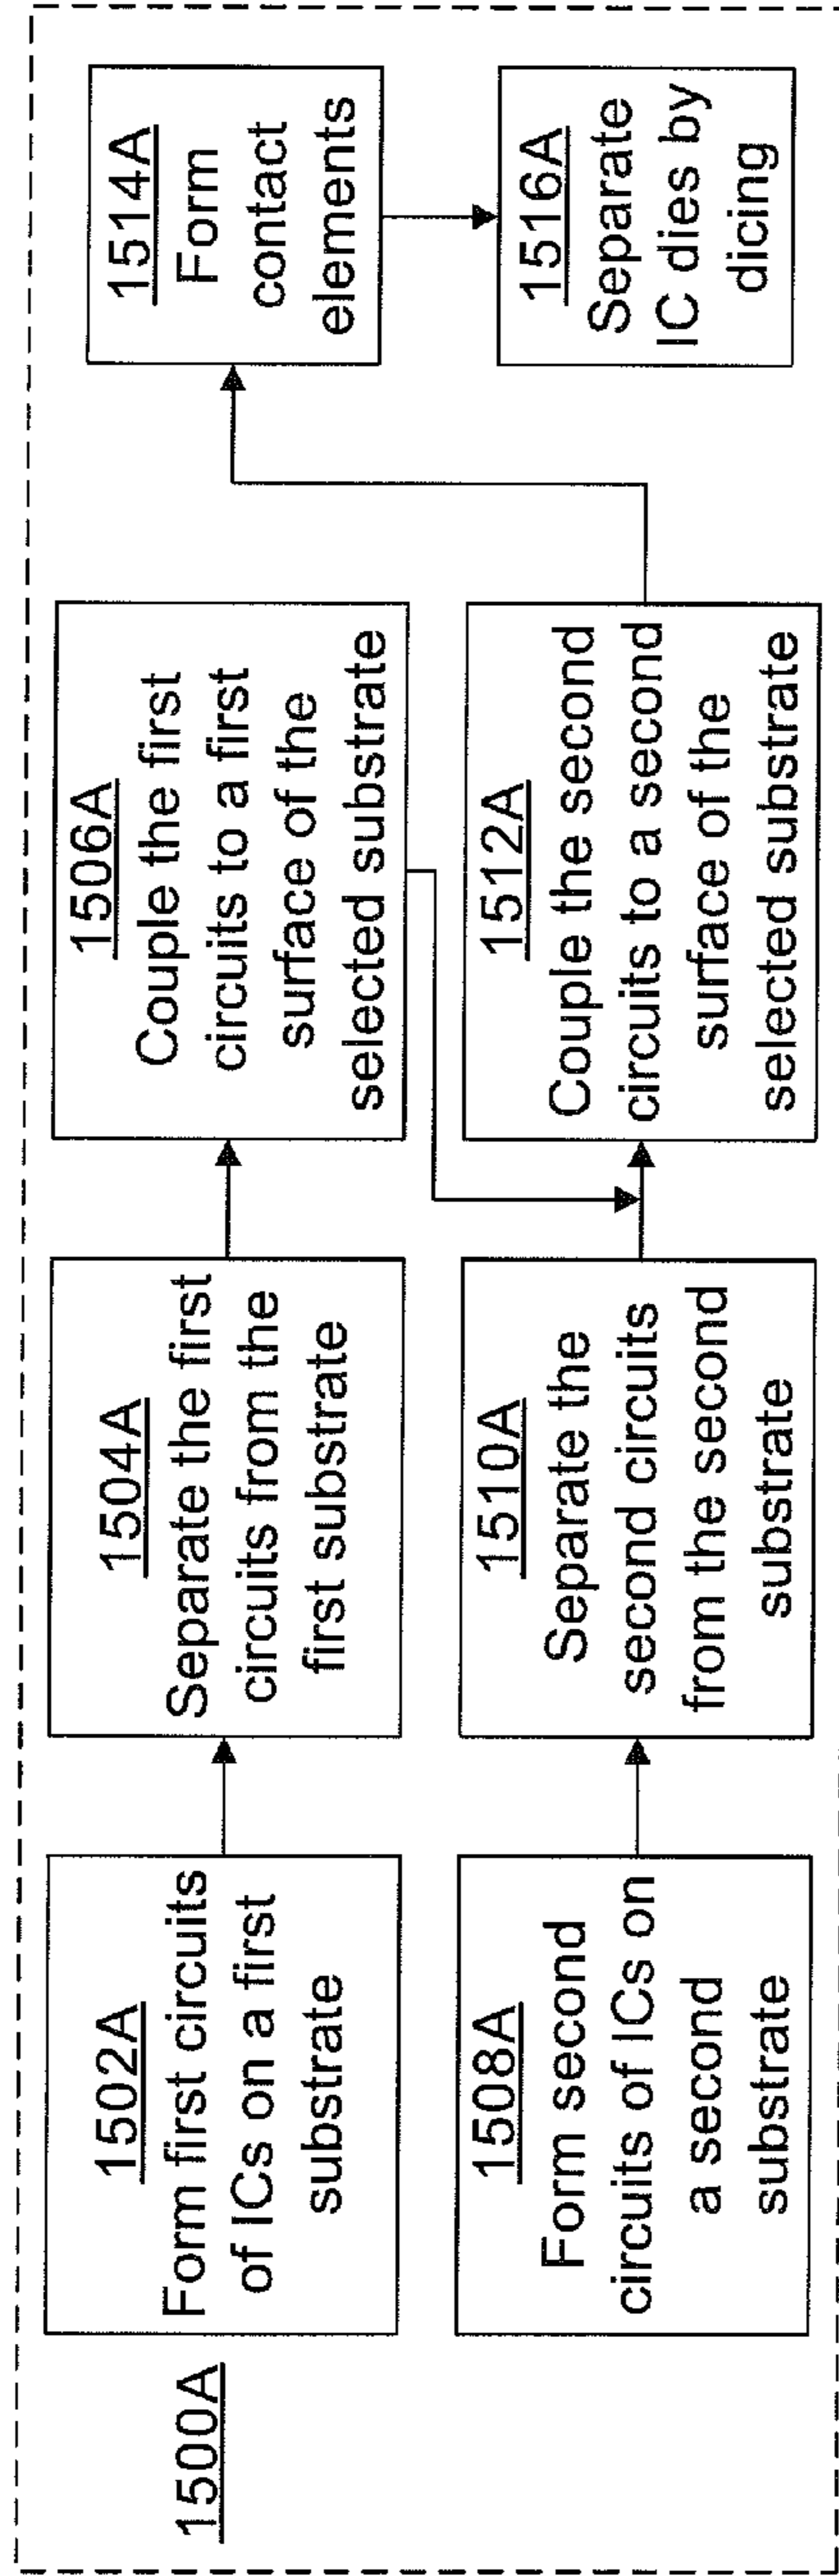 1500A
1502A
Form first circuits
of ICs on a first
substrate
1504A
Separate the first
circuits from the
first substrate
1506A
Couple the first
circuits to a first
surface of the
selected substrate
1508A
Form second
circuits of ICs on
a second
substrate
1510A
Separate the
second circuits
from the second
substrate
1512A
Couple the second
circuits to a second
surface of the
selected substrate
1514A
Form
contact
elements
1516A
Separate
IC dies by
dicing